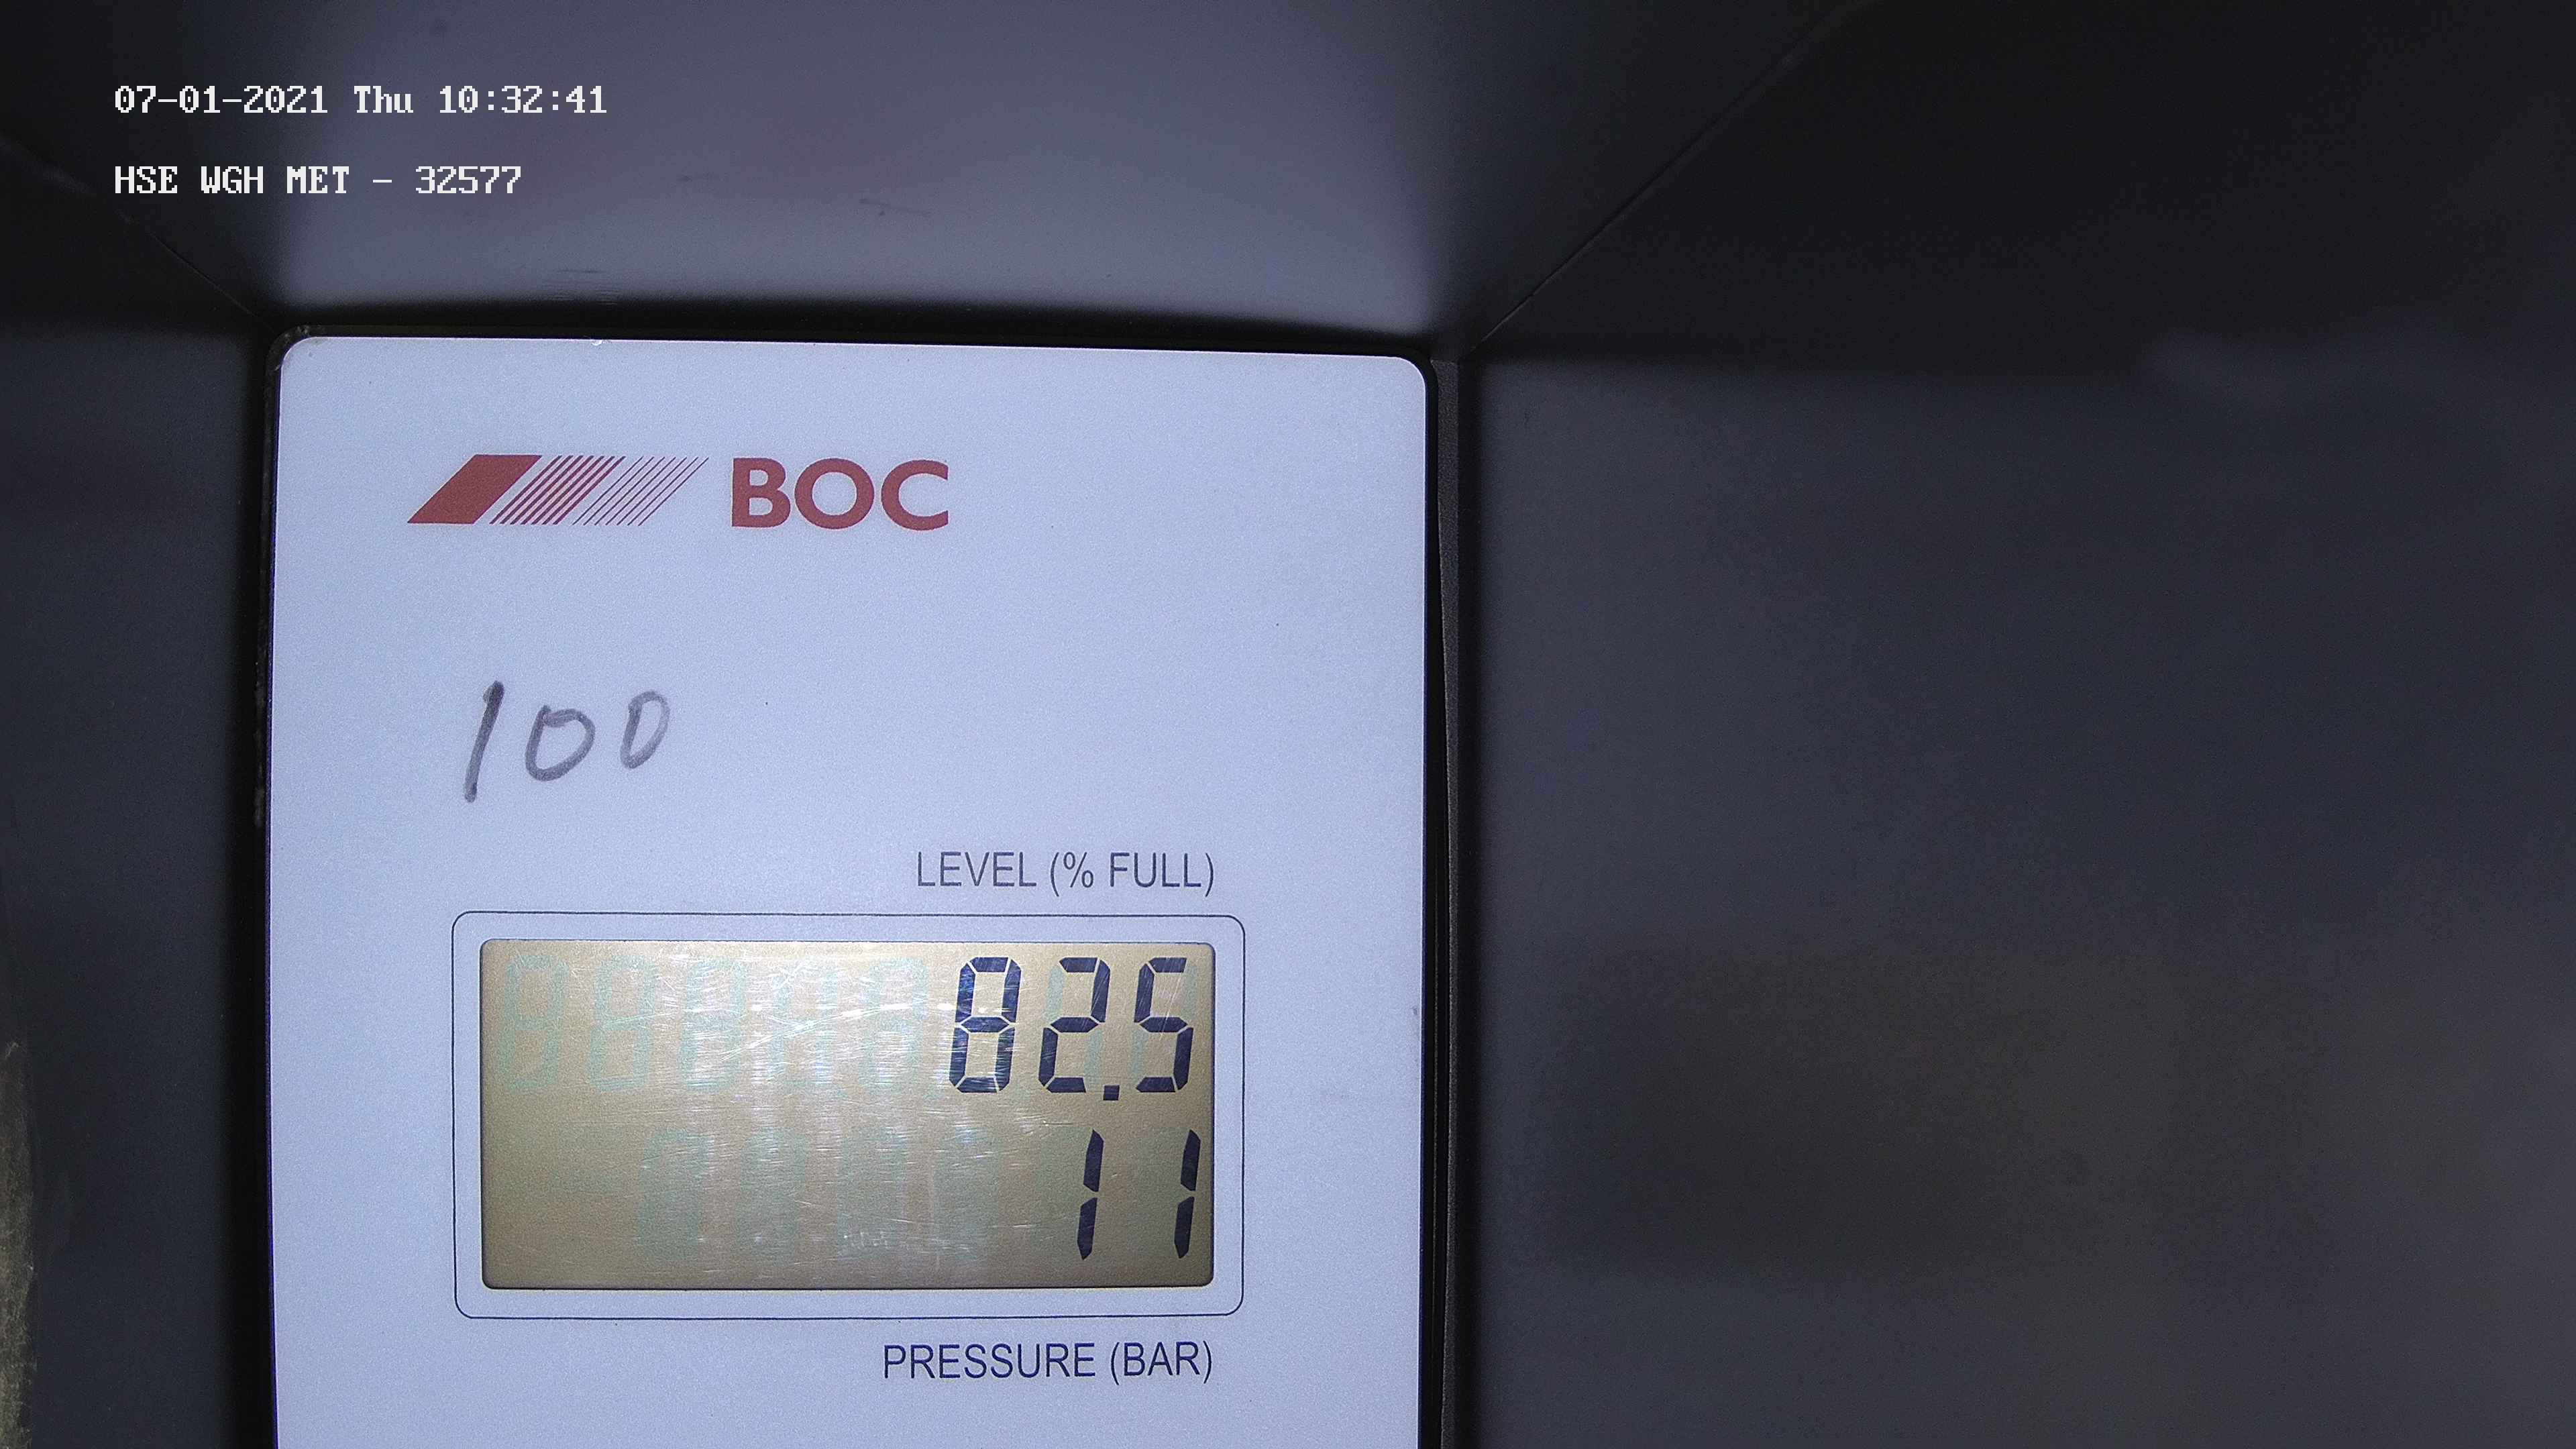 07-01-2021 Thu 10:32:41
HSE WGH MET - 32577
BOC
100
LEVEL (% FULL)
82.5
11
PRESSURE (BAR)